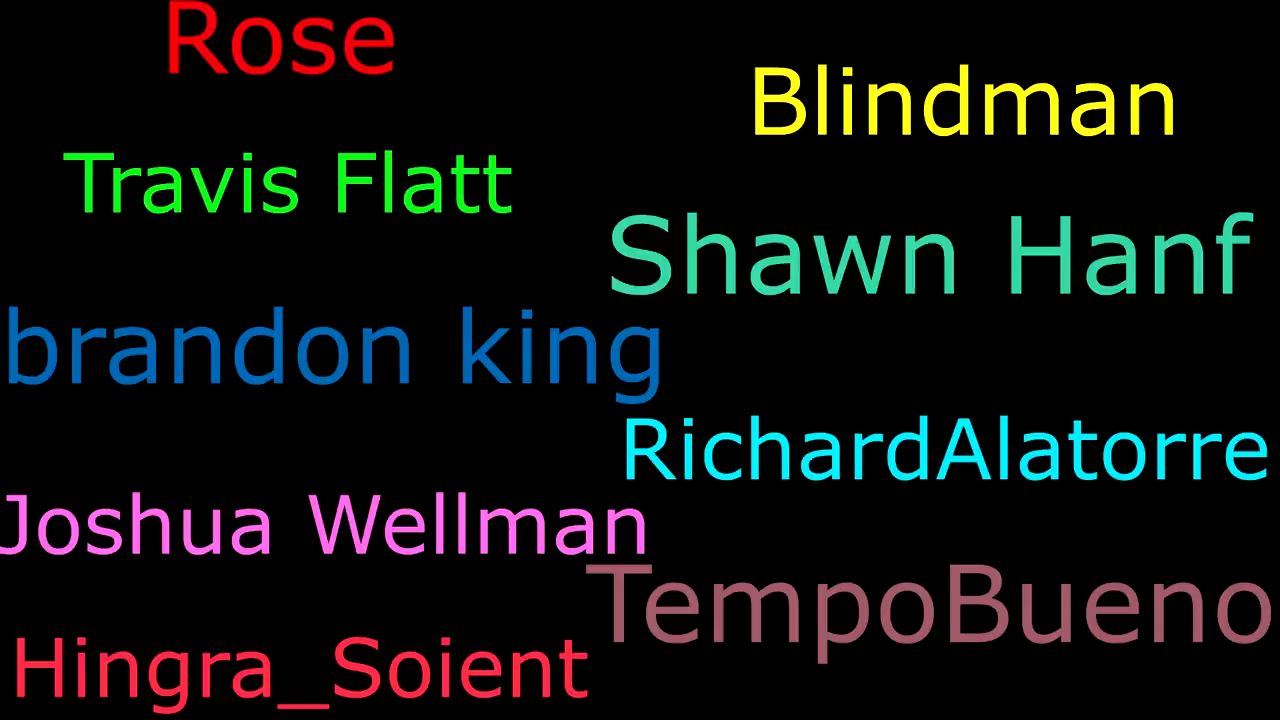 Rose
Blindman
Travis Flatt
Shawn Hanf
brandon king
RichardAlatorre
Joshua Wellman
TempoBueno
Hingra_Soient